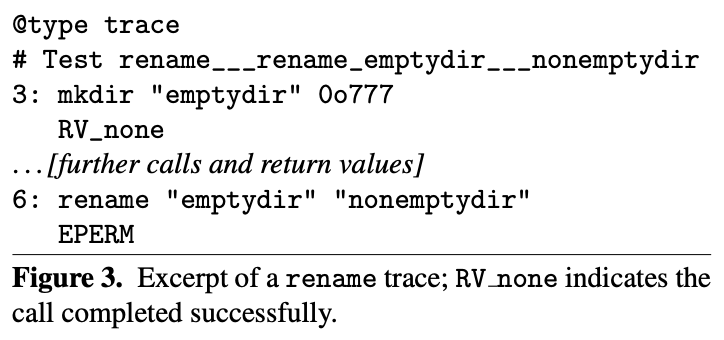 @type trace
# Test rename___rename_emptydir___nonemptydir
3: mkdir "emptydir" 0o777
   RV_none
...[further calls and return values]
6: rename "emptydir" "nonemptydir"
   EPERM
Figure 3. Excerpt of a rename trace; RV_none indicates the
call completed successfully.